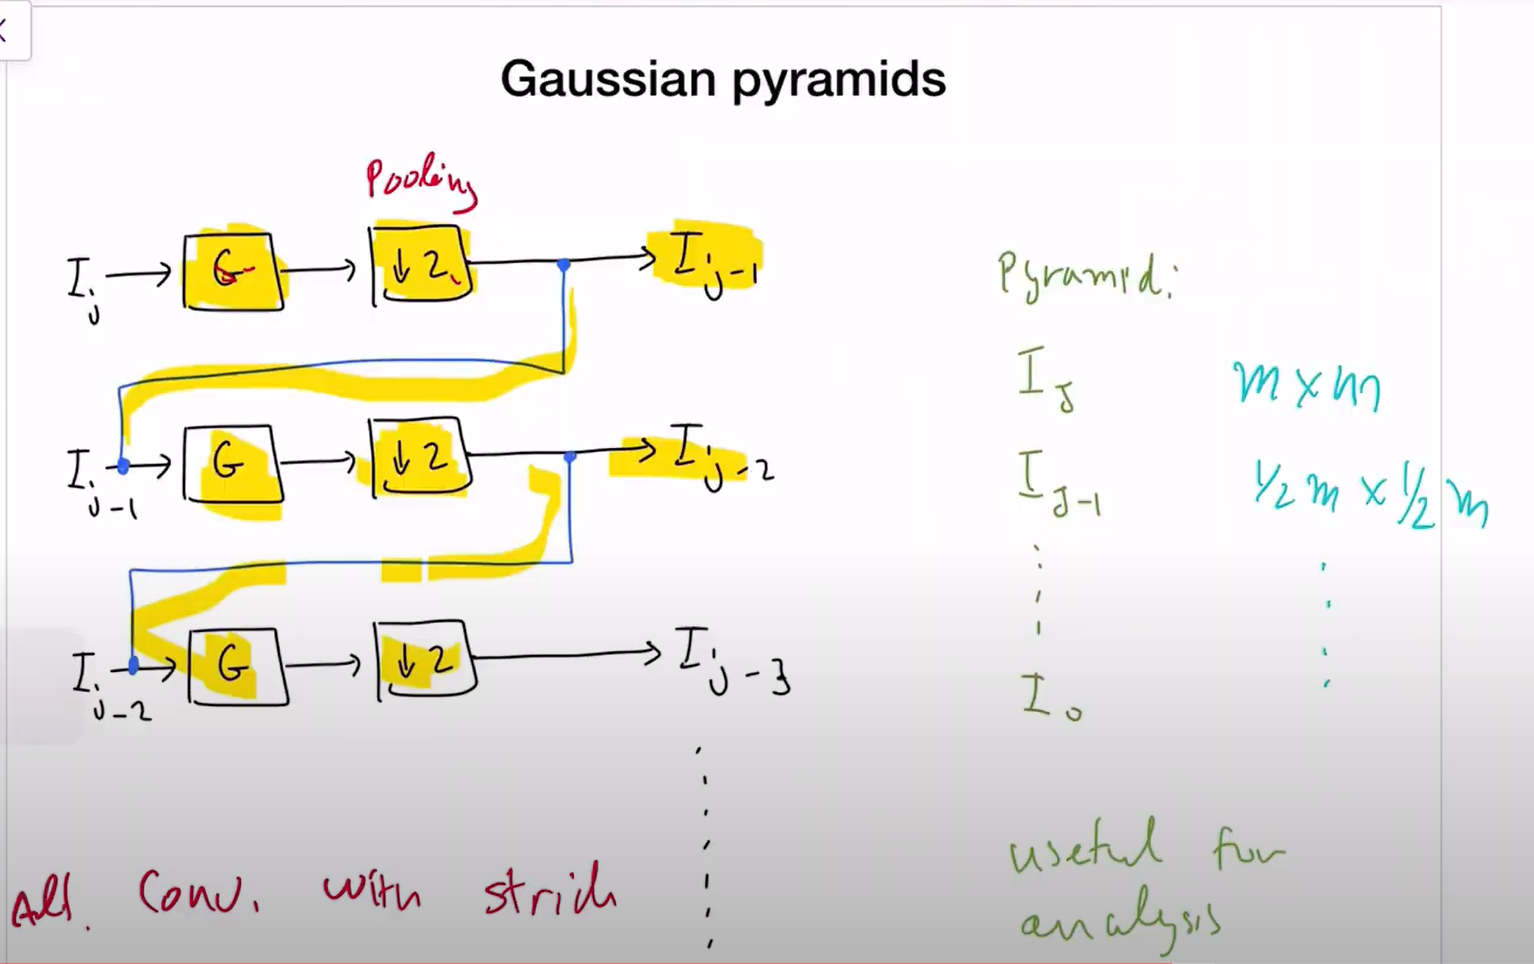 Gaussian pyramids
Pooling
I_j → G → ↓2 → I_j-1
I_j-1 → G → ↓2 → I_j-2
I_j-2 → G → ↓2 → I_j-3
Pyramid:
I_J m×m
I_J-1 1/2 m × 1/2 m
I_0
useful for
analysis
All. Conv. with strid